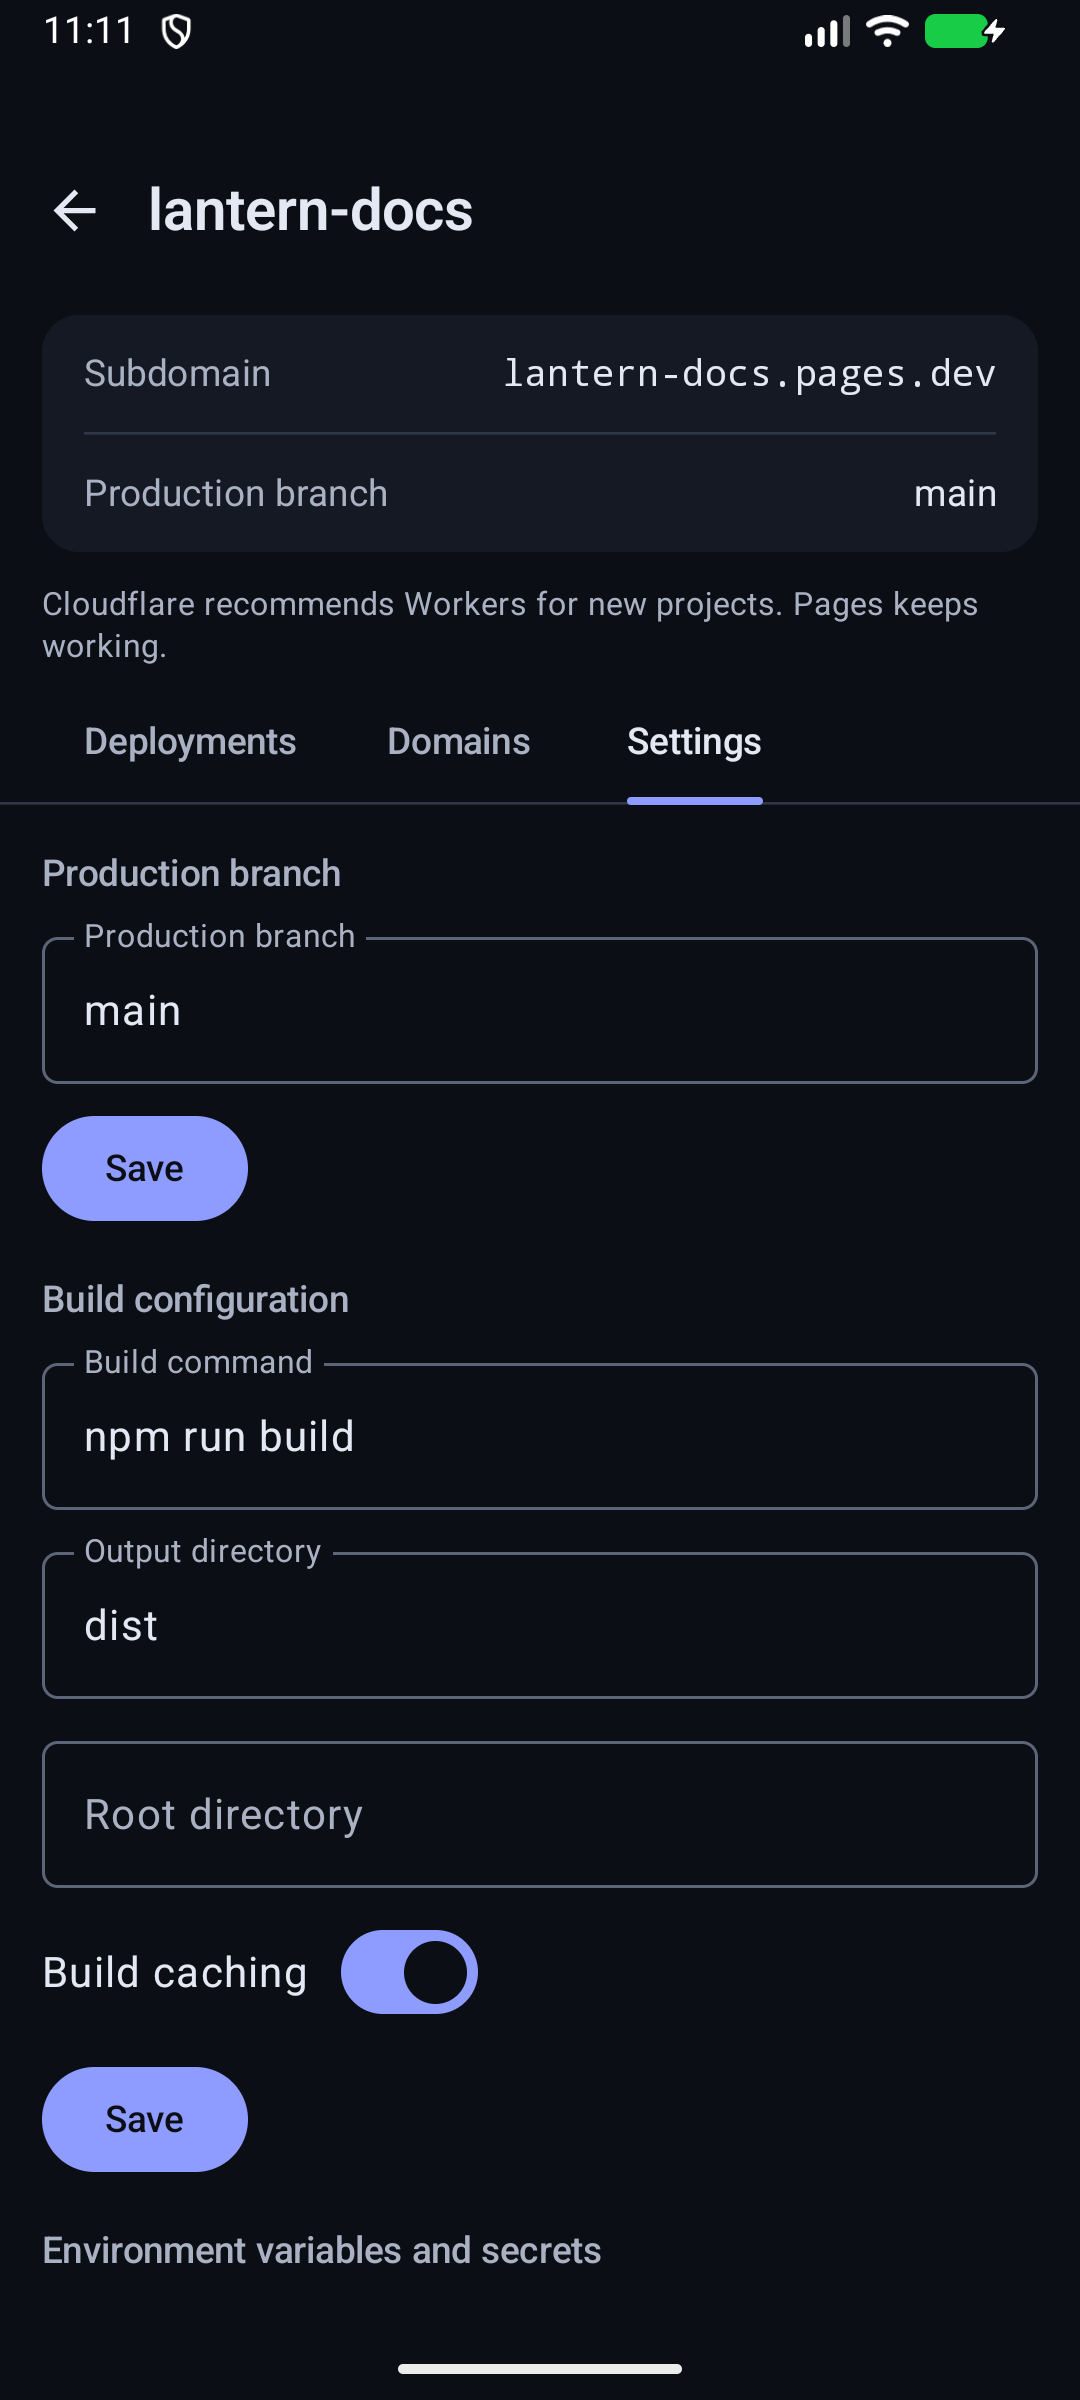 11:11
lantern-docs
Subdomain lantern-docs.pages.dev
Production branch main
Cloudflare recommends Workers for new projects. Pages keeps
working.
Deployments Domains Settings
Production branch
Production branch
main
Save
Build configuration
Build command
npm run build
Output directory
dist
Root directory
Build caching
Save
Environment variables and secrets